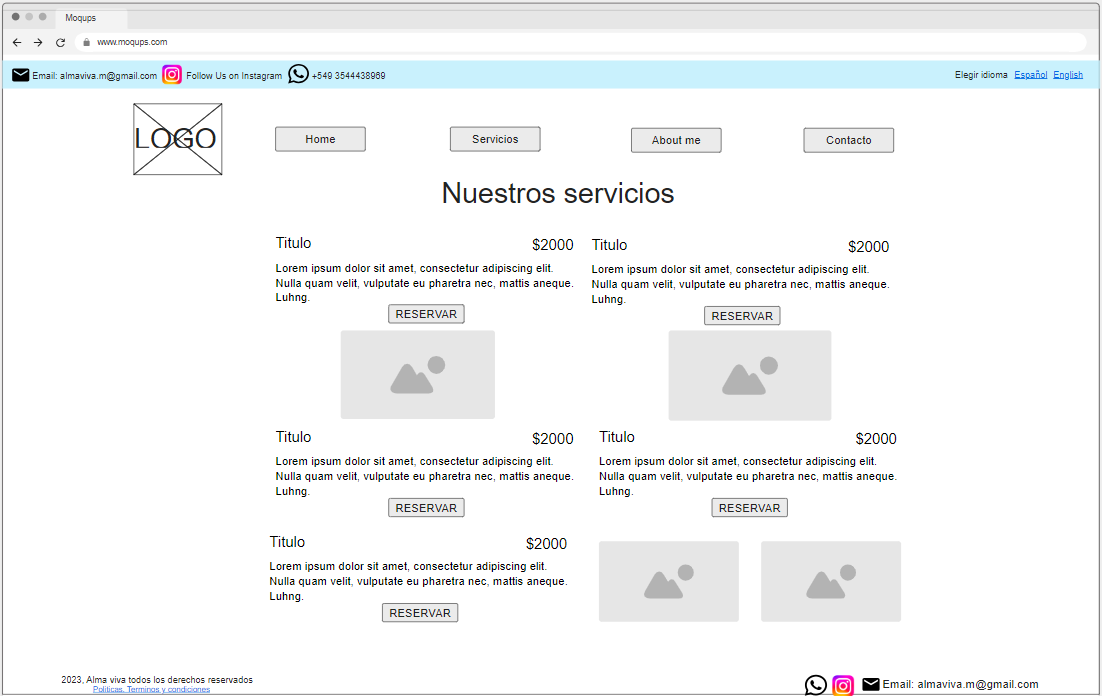 Moqups
www.moqups.com
Email: almaviva.m@gmail.com Follow Us on Instagram +549 3544438969 Elegir idioma Español English
LOGO
Home Servicios About me Contacto
Nuestros servicios
Titulo $2000
Lorem ipsum dolor sit amet, consectetur adipiscing elit.
Nulla quam velit, vulputate eu pharetra nec, mattis aneque.
Luhng.
RESERVAR
Titulo $2000
Lorem ipsum dolor sit amet, consectetur adipiscing elit.
Nulla quam velit, vulputate eu pharetra nec, mattis aneque.
Luhng.
RESERVAR
Titulo $2000
Lorem ipsum dolor sit amet, consectetur adipiscing elit.
Nulla quam velit, vulputate eu pharetra nec, mattis aneque.
Luhng.
RESERVAR
Titulo $2000
Lorem ipsum dolor sit amet, consectetur adipiscing elit.
Nulla quam velit, vulputate eu pharetra nec, mattis aneque.
Luhng.
RESERVAR
Titulo $2000
Lorem ipsum dolor sit amet, consectetur adipiscing elit.
Nulla quam velit, vulputate eu pharetra nec, mattis aneque.
Luhng.
RESERVAR
2023, Alma viva todos los derechos reservados
Politicas, Terminos y condiciones
Email: almaviva.m@gmail.com